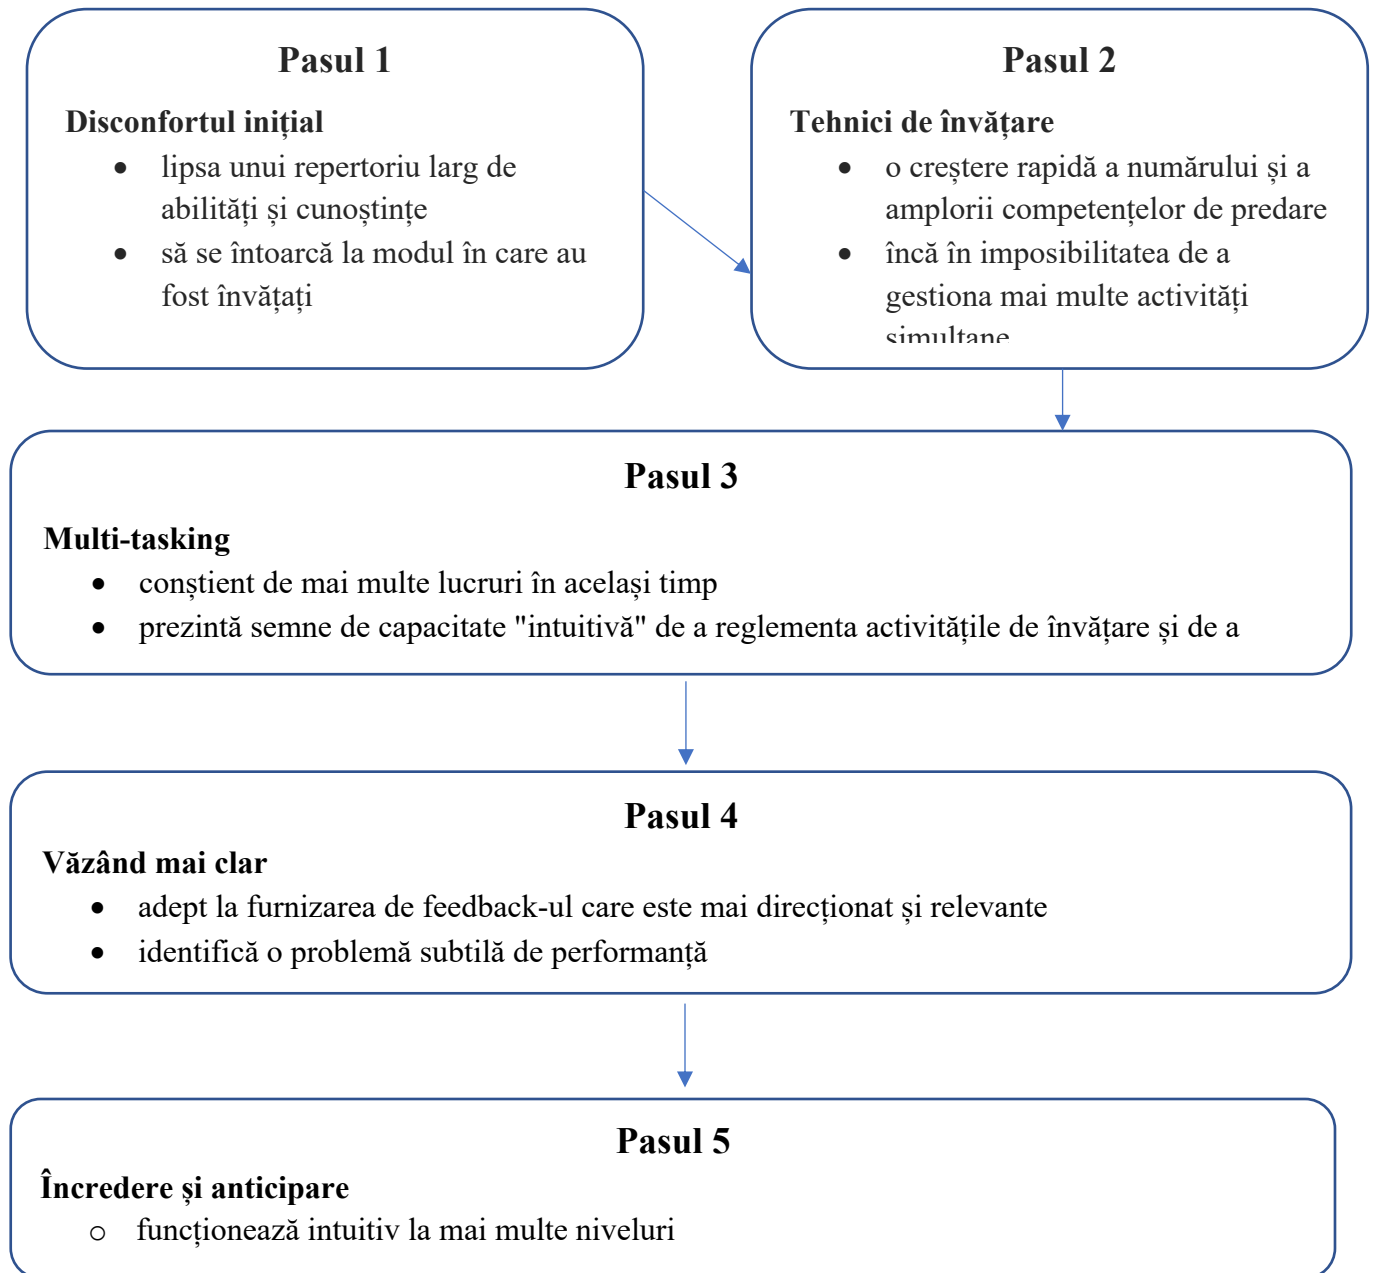 Pasul 1
Disconfortul inițial
• lipsa unui repertoriu larg de
abilități și cunoștințe
• să se întoarcă la modul în care au
fost învățați
Pasul 2
Tehnici de învățare
• o creștere rapidă a numărului și a
amplorii competențelor de predare
• încă în imposibilitatea de a
gestiona mai multe activități
simultane
Pasul 3
Multi-tasking
• conștient de mai multe lucruri în același timp
• prezintă semne de capacitate "intuitivă" de a reglementa activitățile de învățare și de a
Pasul 4
Văzând mai clar
• adept la furnizarea de feedback-ul care este mai direcționat și relevante
• identifică o problemă subtilă de performanță
Pasul 5
Încredere și anticipare
o funcționează intuitiv la mai multe niveluri